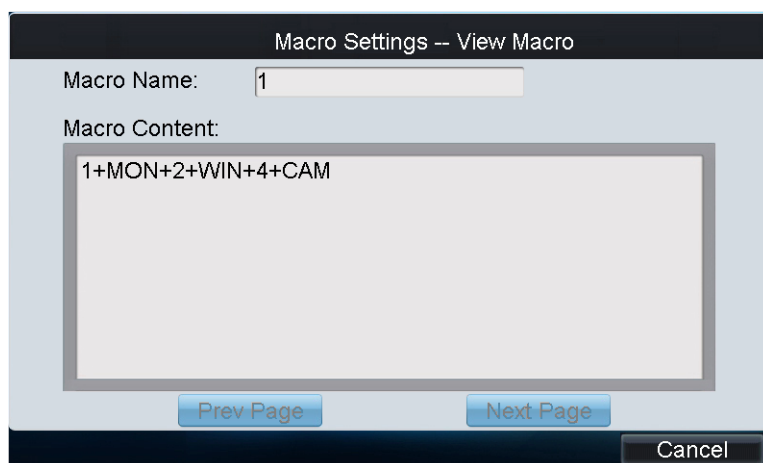 Macro Settings -- View Macro
Macro Name: 1
Macro Content:
1+MON+2+WIN+4+CAM
Prev Page Next Page
Cancel